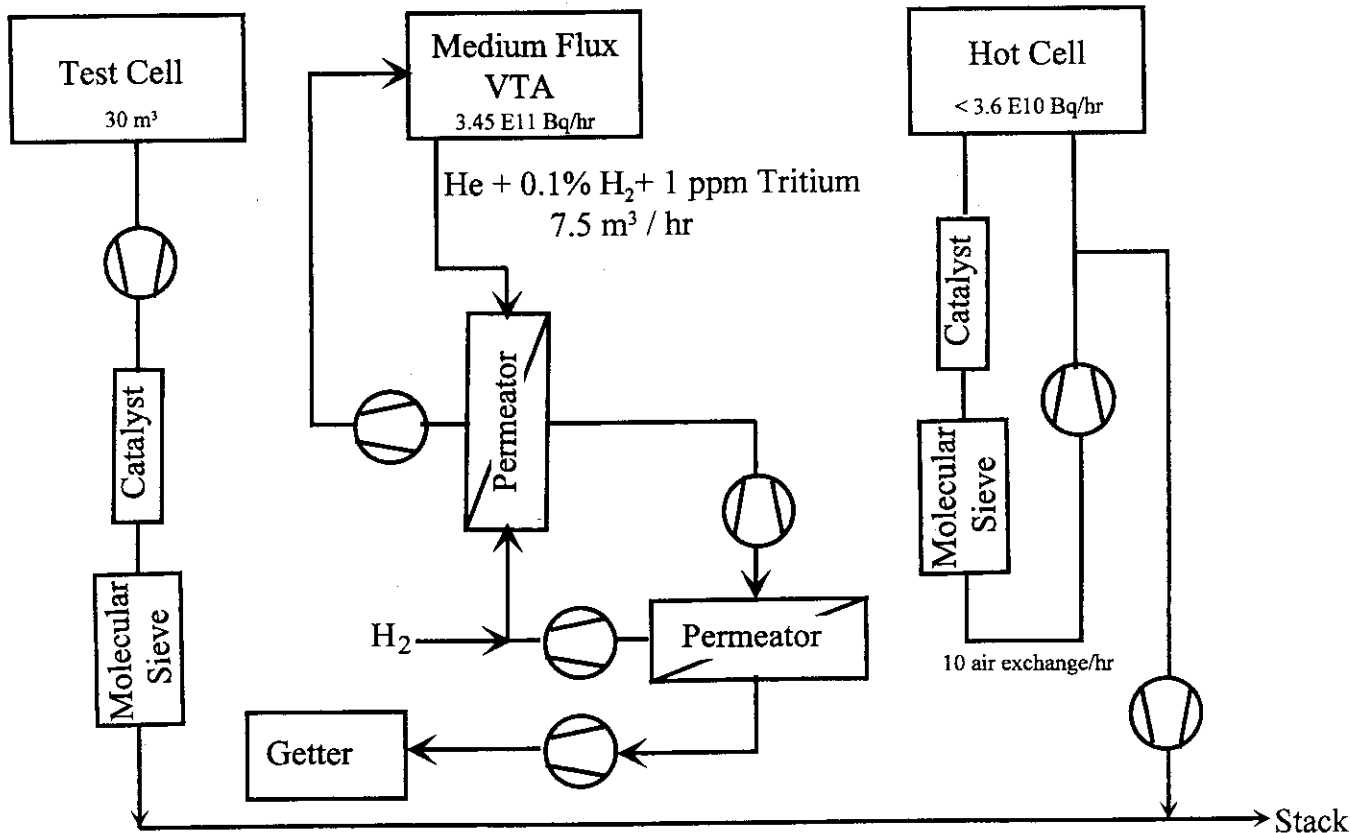 Test Cell
30 m³
Medium Flux
VTA
3.45 E11 Bq/hr
Hot Cell
< 3.6 E10 Bq/hr
He + 0.1% H₂+ 1 ppm Tritium
7.5 m³ / hr
Catalyst
Molecular
Sieve
Permeator
H₂
Permeator
Getter
Catalyst
Molecular
Sieve
10 air exchange/hr
Stack